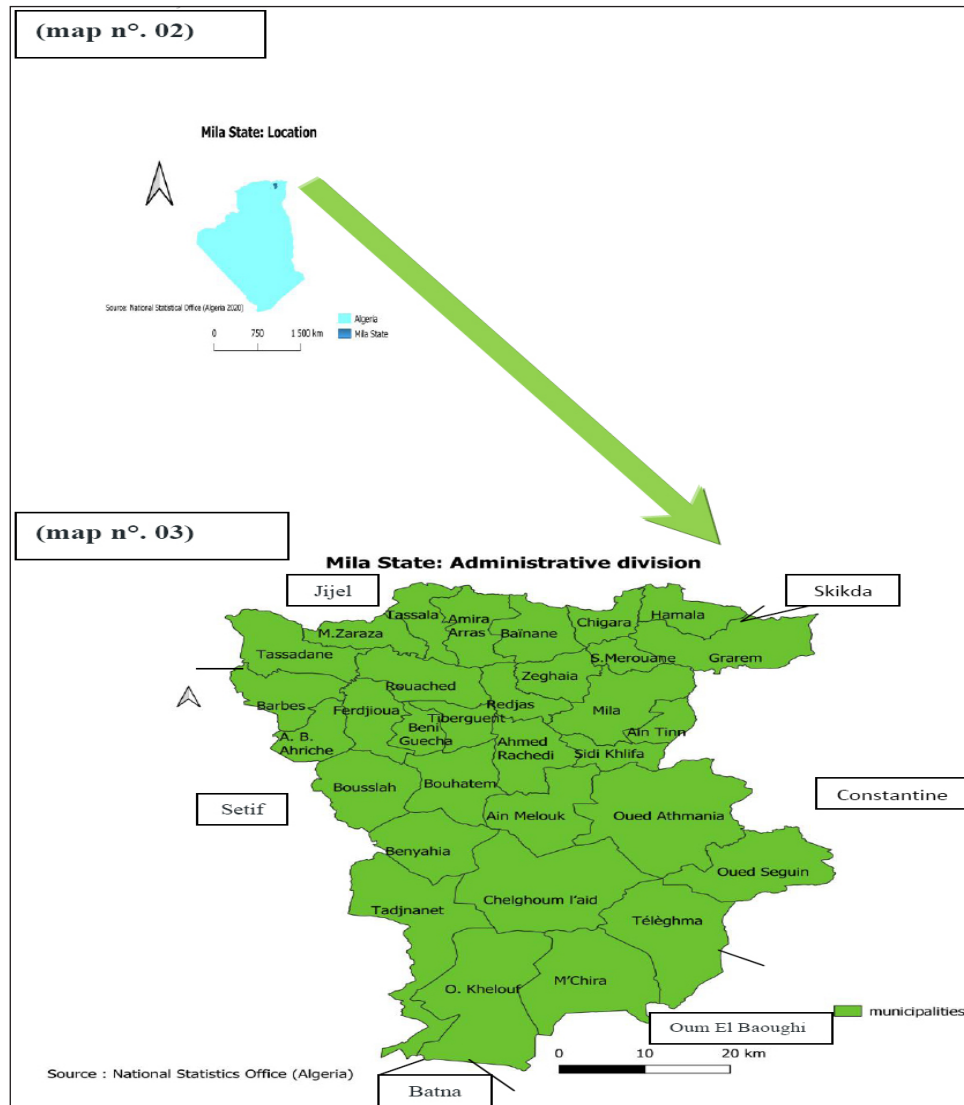 (map n°. 02)
Mila State: Location
Source: National Statistical Office (Algeria 2020)
Algeria
Mila State
0 750 1 500 km
(map n°. 03)
Mila State: Administrative division
Jijel
Skikda
Tassala
Amira
Arras
Baïnane
Chigara
Hamala
M.Zaraza
Tassadane
S.Merouane
Grarem
Rouached
Zeghaia
Barbes
Ferdjioua
Redjas
Mila
Tiberguent
Beni
Guecha
Ain Tinn
A. B.
Ahriche
Ahmed
Rachedi
Sidi Khlifa
Bousslah
Bouhatem
Setif
Constantine
Ain Melouk
Oued Athmania
Benyahia
Oued Seguin
Chelghoum l'aid
Tadjnanet
Télèghma
O. Khelouf
M'Chira
municipalities
Oum El Baoughi
0 10 20 km
Source : National Statistics Office (Algeria)
Batna